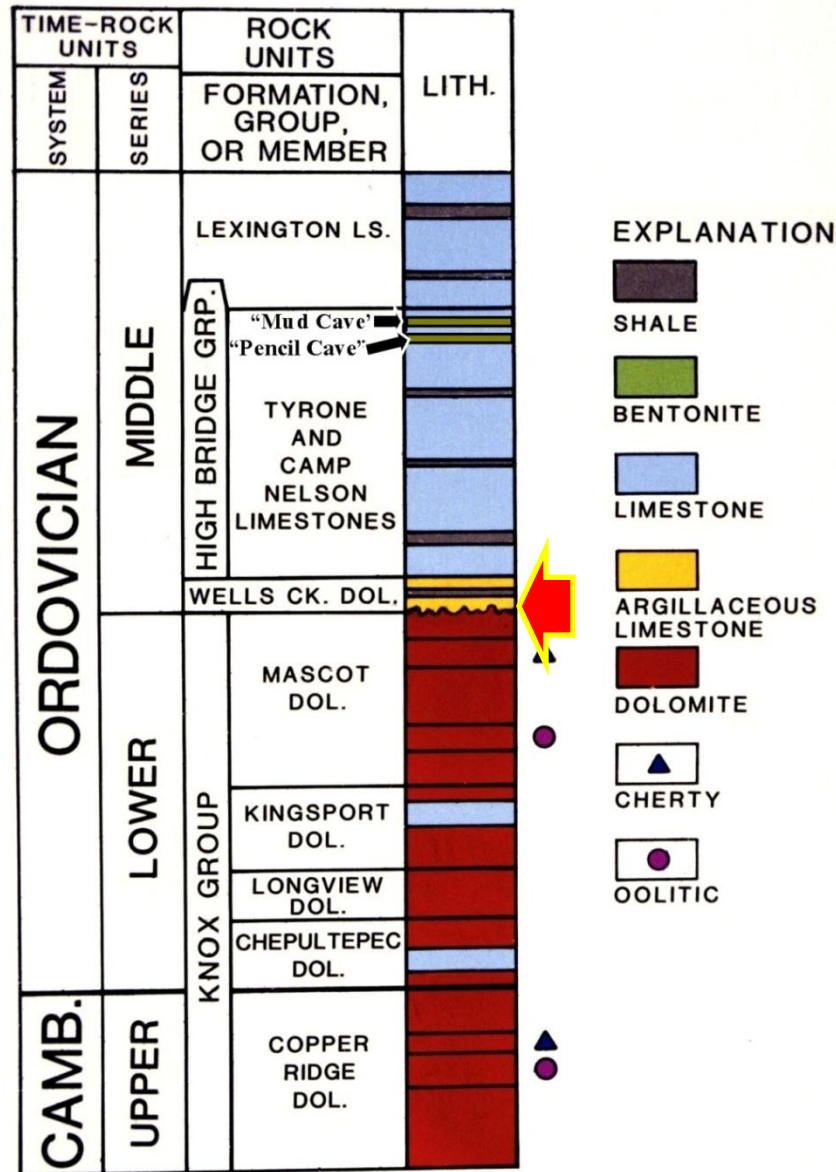 TIME-ROCK
UNITS
ROCK
UNITS
LITH.
SYSTEM
SERIES
FORMATION,
GROUP,
OR MEMBER
ORDOVICIAN
MIDDLE
HIGH BRIDGE GRP.
LEXINGTON LS.
“Mud Cave’
“Pencil Cave”
TYRONE
AND
CAMP
NELSON
LIMESTONES
WELLS CK. DOL.
LOWER
KNOX GROUP
MASCOT
DOL.
KINGSPORT
DOL.
LONGVIEW
DOL.
CHEPULTEPEC
DOL.
CAMB.
UPPER
COPPER
RIDGE
DOL.
EXPLANATION
SHALE
BENTONITE
LIMESTONE
ARGILLACEOUS
LIMESTONE
DOLOMITE
CHERTY
OOLITIC